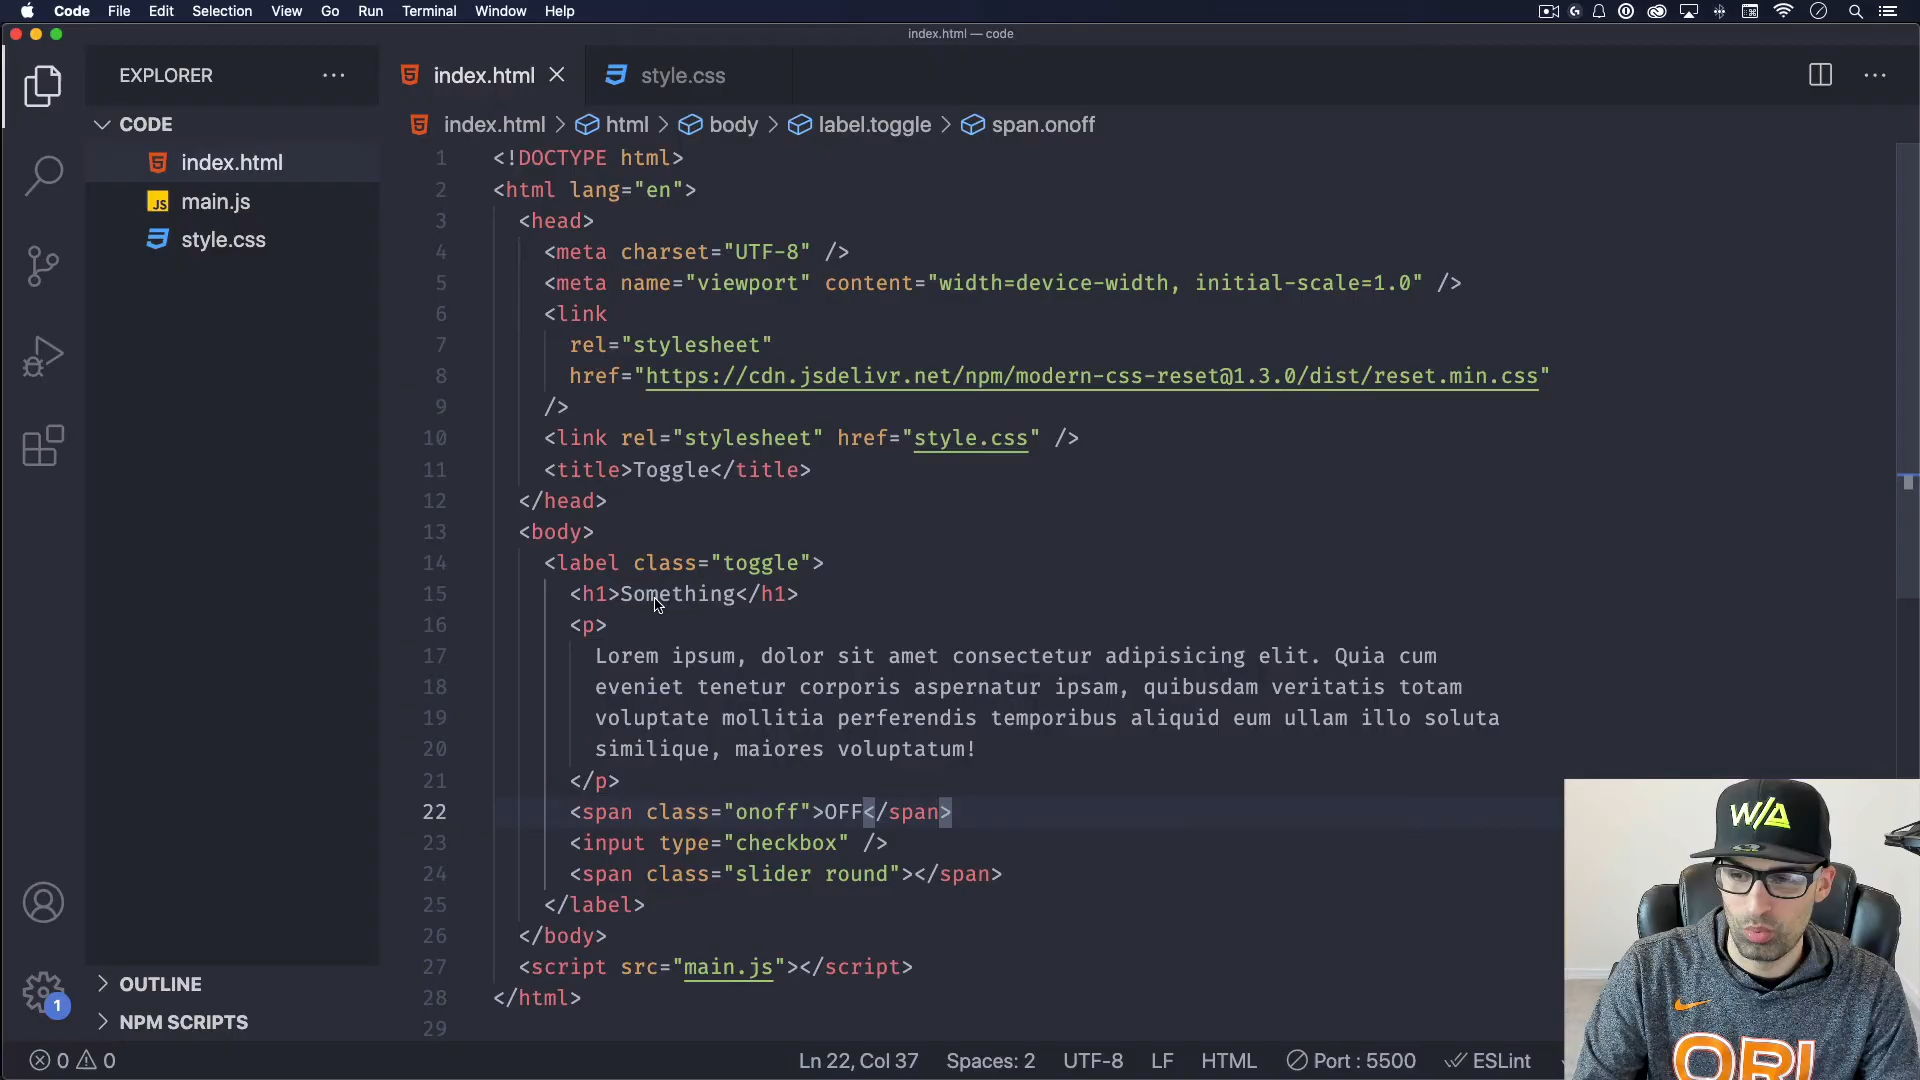 Code File Edit Selection View Go Run Terminal Window Help
index.html — code
EXPLORER
index.html
style.css
CODE
index.html > html > body > label.toggle > span.onoff
index.html
main.js
style.css
1 <!DOCTYPE html>
2 <html lang="en">
3 <head>
4 <meta charset="UTF-8" />
5 <meta name="viewport" content="width=device-width, initial-scale=1.0" />
6 <link
7 rel="stylesheet"
8 href="https://cdn.jsdelivr.net/npm/modern-css-reset@1.3.0/dist/reset.min.css"
9 />
10 <link rel="stylesheet" href="style.css" />
11 <title>Toggle</title>
12 </head>
13 <body>
14 <label class="toggle">
15 <h1>Something</h1>
16 <p>
17 Lorem ipsum, dolor sit amet consectetur adipisicing elit. Quia cum
18 eveniet tenetur corporis aspernatur ipsam, quibusdam veritatis totam
19 voluptate mollitia perferendis temporibus aliquid eum ullam illo soluta
20 similique, maiores voluptatum!
21 </p>
22 <span class="onoff">OFF</span>
23 <input type="checkbox" />
24 <span class="slider round"></span>
25 </label>
26 </body>
27 <script src="main.js"></script>
28 </html>
29
OUTLINE
1
NPM SCRIPTS
0 0
Ln 22, Col 37 Spaces: 2 UTF-8 LF HTML Port : 5500 ESLint